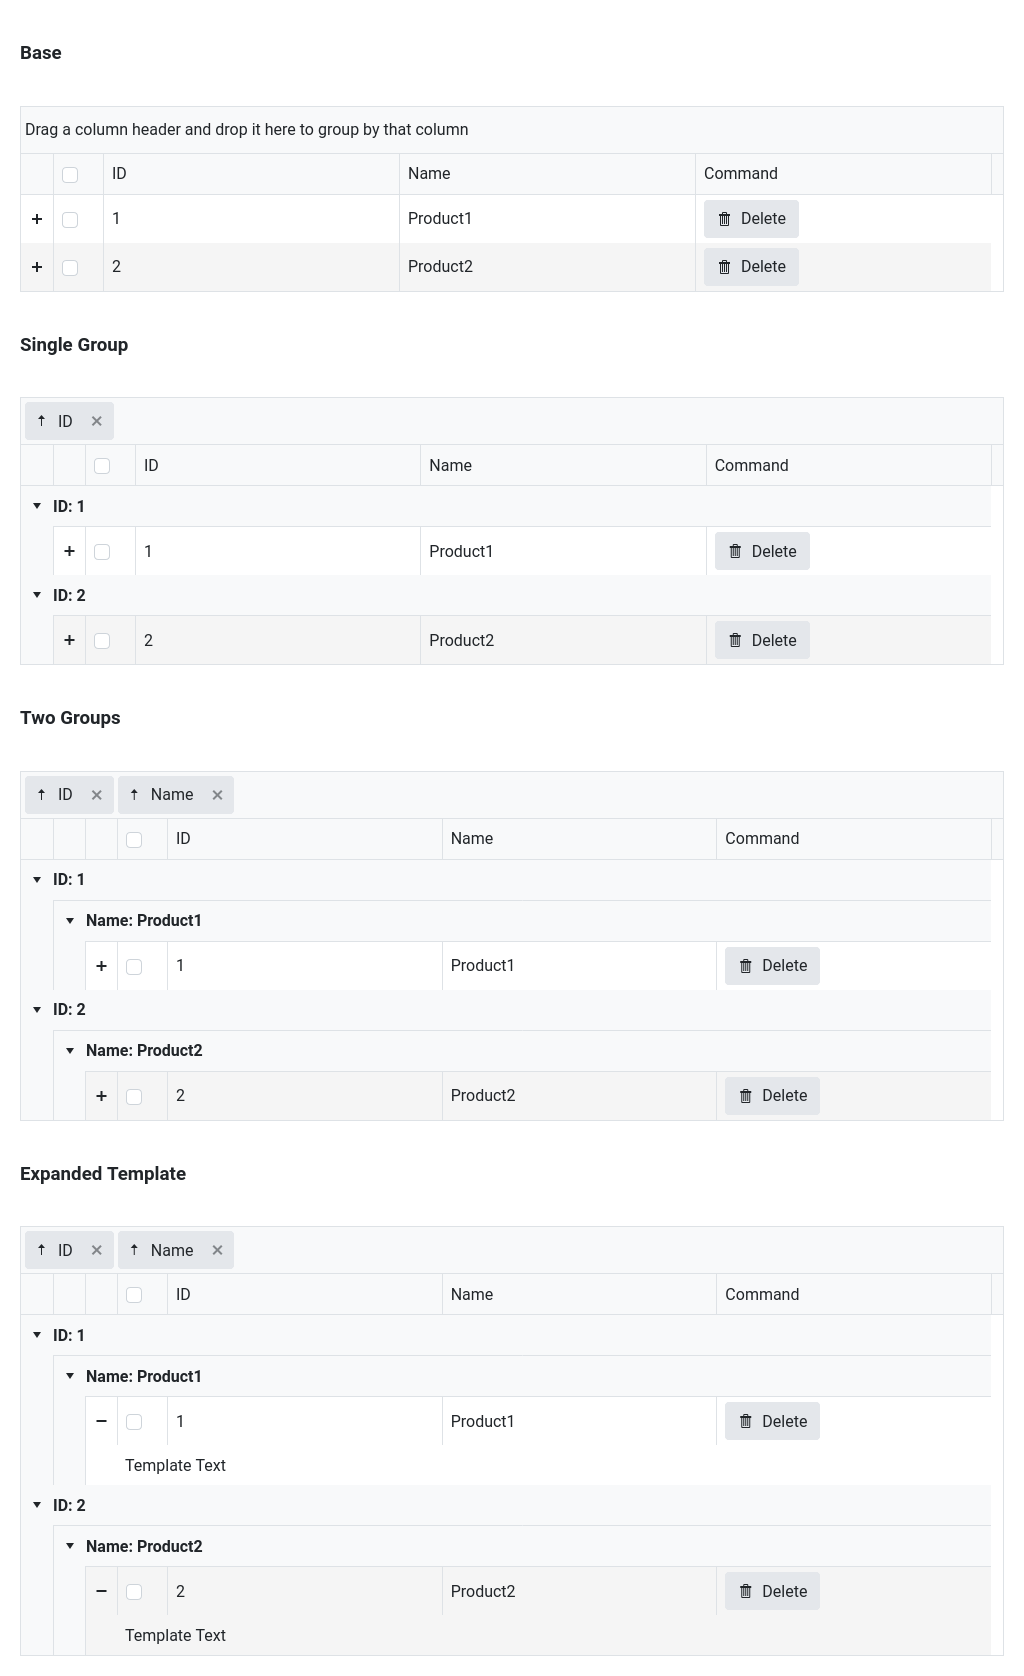 Base
Drag a column header and drop it here to group by that column
ID Name Command
+ 1 Product1 Delete
+ 2 Product2 Delete
Single Group
↑ ID ×
ID Name Command
ID: 1
+ 1 Product1 Delete
ID: 2
+ 2 Product2 Delete
Two Groups
↑ ID × ↑ Name ×
ID Name Command
ID: 1
Name: Product1
+ 1 Product1 Delete
ID: 2
Name: Product2
+ 2 Product2 Delete
Expanded Template
↑ ID × ↑ Name ×
ID Name Command
ID: 1
Name: Product1
− 1 Product1 Delete
Template Text
ID: 2
Name: Product2
− 2 Product2 Delete
Template Text